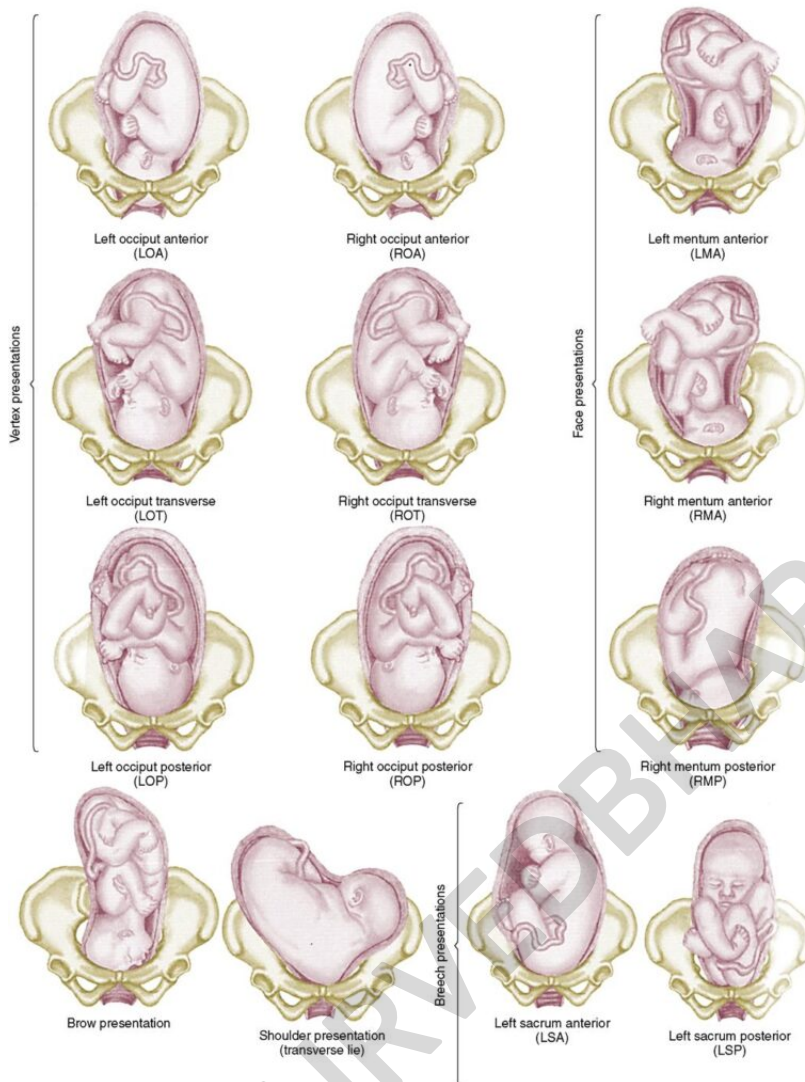 Vertex presentations
Left occiput anterior
(LOA)
Right occiput anterior
(ROA)
Left occiput transverse
(LOT)
Right occiput transverse
(ROT)
Left occiput posterior
(LOP)
Right occiput posterior
(ROP)
Face presentations
Left mentum anterior
(LMA)
Right mentum anterior
(RMA)
Right mentum posterior
(RMP)
Brow presentation
Shoulder presentation
(transverse lie)
Breech presentations
Left sacrum anterior
(LSA)
Left sacrum posterior
(LSP)